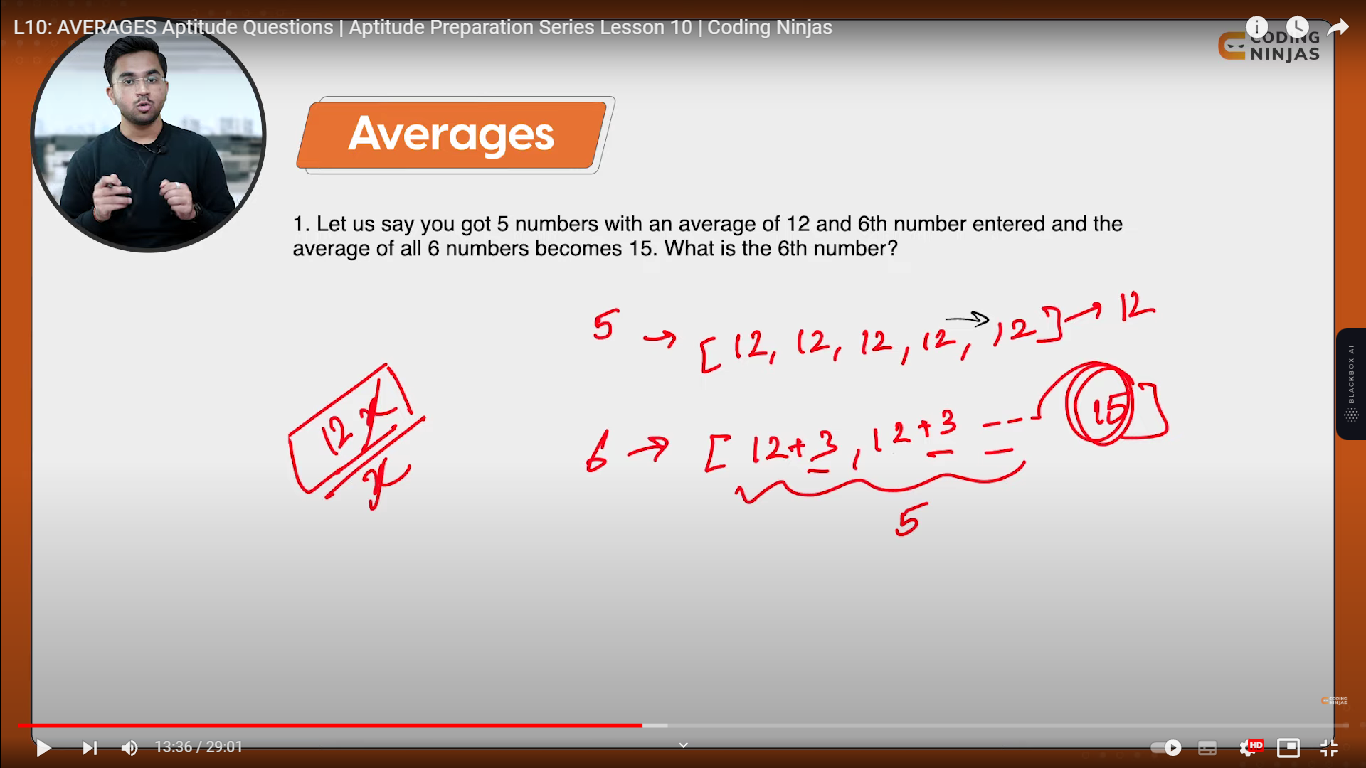 L10: AVERAGES Aptitude Questions | Aptitude Preparation Series Lesson 10 | Coding Ninjas
CODING
NINJAS
Averages
1. Let us say you got 5 numbers with an average of 12 and 6th number entered and the
average of all 6 numbers becomes 15. What is the 6th number?
5 → [12, 12, 12, 12, 12] → 12
12x
x
6 → [12+3, 12+3 --- 15]
5
BLACKBOX AI
CODING
NINJAS
13:36 / 29:01
HD